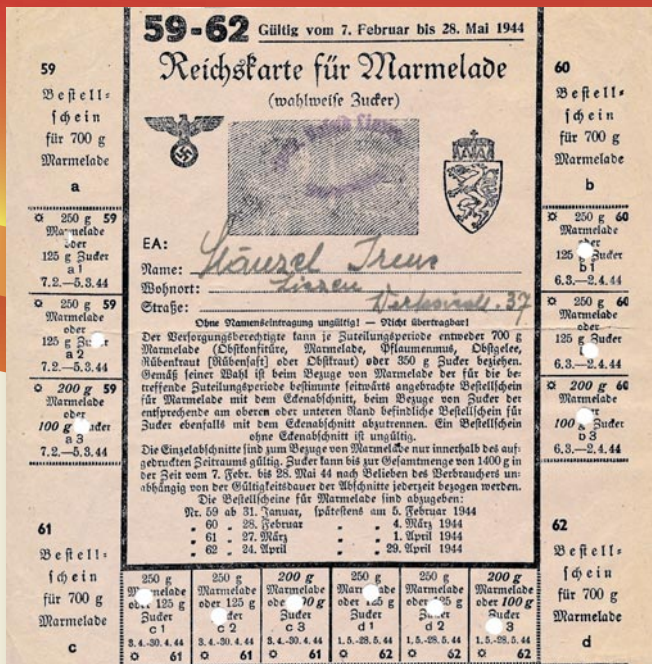 59-62 Gültig vom 7. Februar bis 28. Mai 1944
Reichskarte für Marmelade
(wahlweise Zucker)
EA:
Name: Stänzel Irene
Wohnort: Liezen
Straße: 37
Ohne Namenseintragung ungültig! — Nicht übertragbar!
Der Versorgungsberechtigte kann je Zuteilungsperiode entweder 700 g
Marmelade (Obstkonfitüre, Marmelade, Pflaumenmus, Obstgelee,
Rübenkraut [Rübensaft] oder Obstkraut) oder 350 g Zucker beziehen.
Gemäß seiner Wahl ist beim Bezuge von Marmelade der für die be-
treffende Zuteilungsperiode bestimmte seitwärts angebrachte Bestellschein
für Marmelade mit dem Eckenabschnitt, beim Bezuge von Zucker der
entsprechende am oberen oder unteren Rand befindliche Bestellschein für
Zucker ebenfalls mit dem Eckenabschnitt abzutrennen. Ein Bestellschein
ohne Eckenabschnitt ist ungültig.
Die Einzelabschnitte sind zum Bezuge von Marmelade nur innerhalb des auf-
gedruckten Zeitraums gültig. Zucker kann bis zur Gesamtmenge von 1400 g in
der Zeit vom 7. Febr. bis 28. Mai 44 nach Belieben des Verbrauchers un-
abhängig von der Gültigkeitsdauer der Abschnitte jederzeit bezogen werden.
Die Bestellscheine für Marmelade sind abzugeben:
Nr. 59 ab 31. Januar, spätestens am 5. Februar 1944
" 60 " 28. Februar " " 4. März 1944
" 61 " 27. März " " 1. April 1944
" 62 " 24. April " " 29. April 1944
59
Bestell-
schein
für 700 g
Marmelade
a
250 g 59
Marmelade
oder
125 g Zucker
a 1
7.2.—5.3.44
250 g 59
Marmelade
oder
125 g Zucker
a 2
7.2.—5.3.44
200 g 59
Marmelade
oder
100 g Zucker
a 3
7.2.—5.3.44
61
Bestell-
schein
für 700 g
Marmelade
c
60
Bestell-
schein
für 700 g
Marmelade
b
250 g 60
Marmelade
oder
125 g Zucker
b 1
6.3.—2.4.44
250 g 60
Marmelade
oder
125 g Zucker
6.3.—2.4.44
200 g 60
Marmelade
oder
100 g Zucker
b 3
6.3.—2.4.44
62
Bestell-
schein
für 700 g
Marmelade
d
250 g
Marmelade
oder 125 g
Zucker
c 1
3.4.-30.4.44
61
250 g
Marmelade
oder 125 g
Zucker
c 2
3.4.-30.4.44
61
200 g
Marmelade
oder 100 g
Zucker
c 3
3.4.-30.4.44
61
250 g
Marmelade
oder 125 g
Zucker
d 1
1.5.-28.5.44
62
250 g
Marmelade
oder 125 g
Zucker
d 2
1.5.-28.5.44
62
200 g
Marmelade
oder 100 g
Zucker
3
1.5.-28.5.44
62